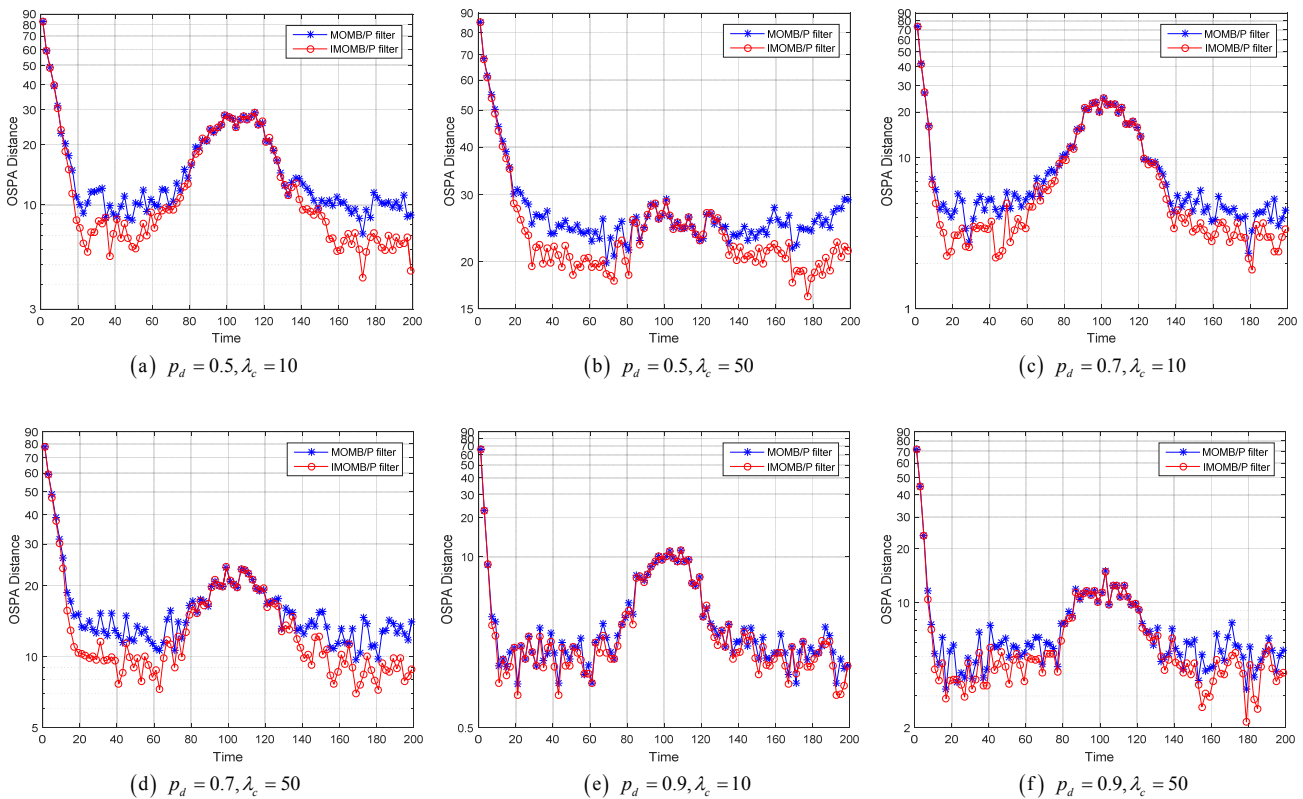 90
80
70
60
50
40
30
20
10
3
OSPA Distance
MOMB/P filter
IMOMB/P filter
0 20 40 60 80 100 120 140 160 180 200
Time
(a) p_d = 0.5, λ_c = 10
90
80
70
60
50
40
30
20
15
OSPA Distance
MOMB/P filter
IMOMB/P filter
0 20 40 60 80 100 120 140 160 180 200
Time
(b) p_d = 0.5, λ_c = 50
90
80
70
60
50
40
30
20
10
1
OSPA Distance
MOMB/P filter
IMOMB/P filter
0 20 40 60 80 100 120 140 160 180 200
Time
(c) p_d = 0.7, λ_c = 10
90
80
70
60
50
40
30
20
10
5
OSPA Distance
MOMB/P filter
IMOMB/P filter
0 20 40 60 80 100 120 140 160 180 200
Time
(d) p_d = 0.7, λ_c = 50
90
80
70
60
50
40
30
20
10
0.5
OSPA Distance
MOMB/P filter
IMOMB/P filter
0 20 40 60 80 100 120 140 160 180 200
Time
(e) p_d = 0.9, λ_c = 10
90
80
70
60
50
40
30
20
10
2
OSPA Distance
MOMB/P filter
IMOMB/P filter
0 20 40 60 80 100 120 140 160 180 200
Time
(f) p_d = 0.9, λ_c = 50